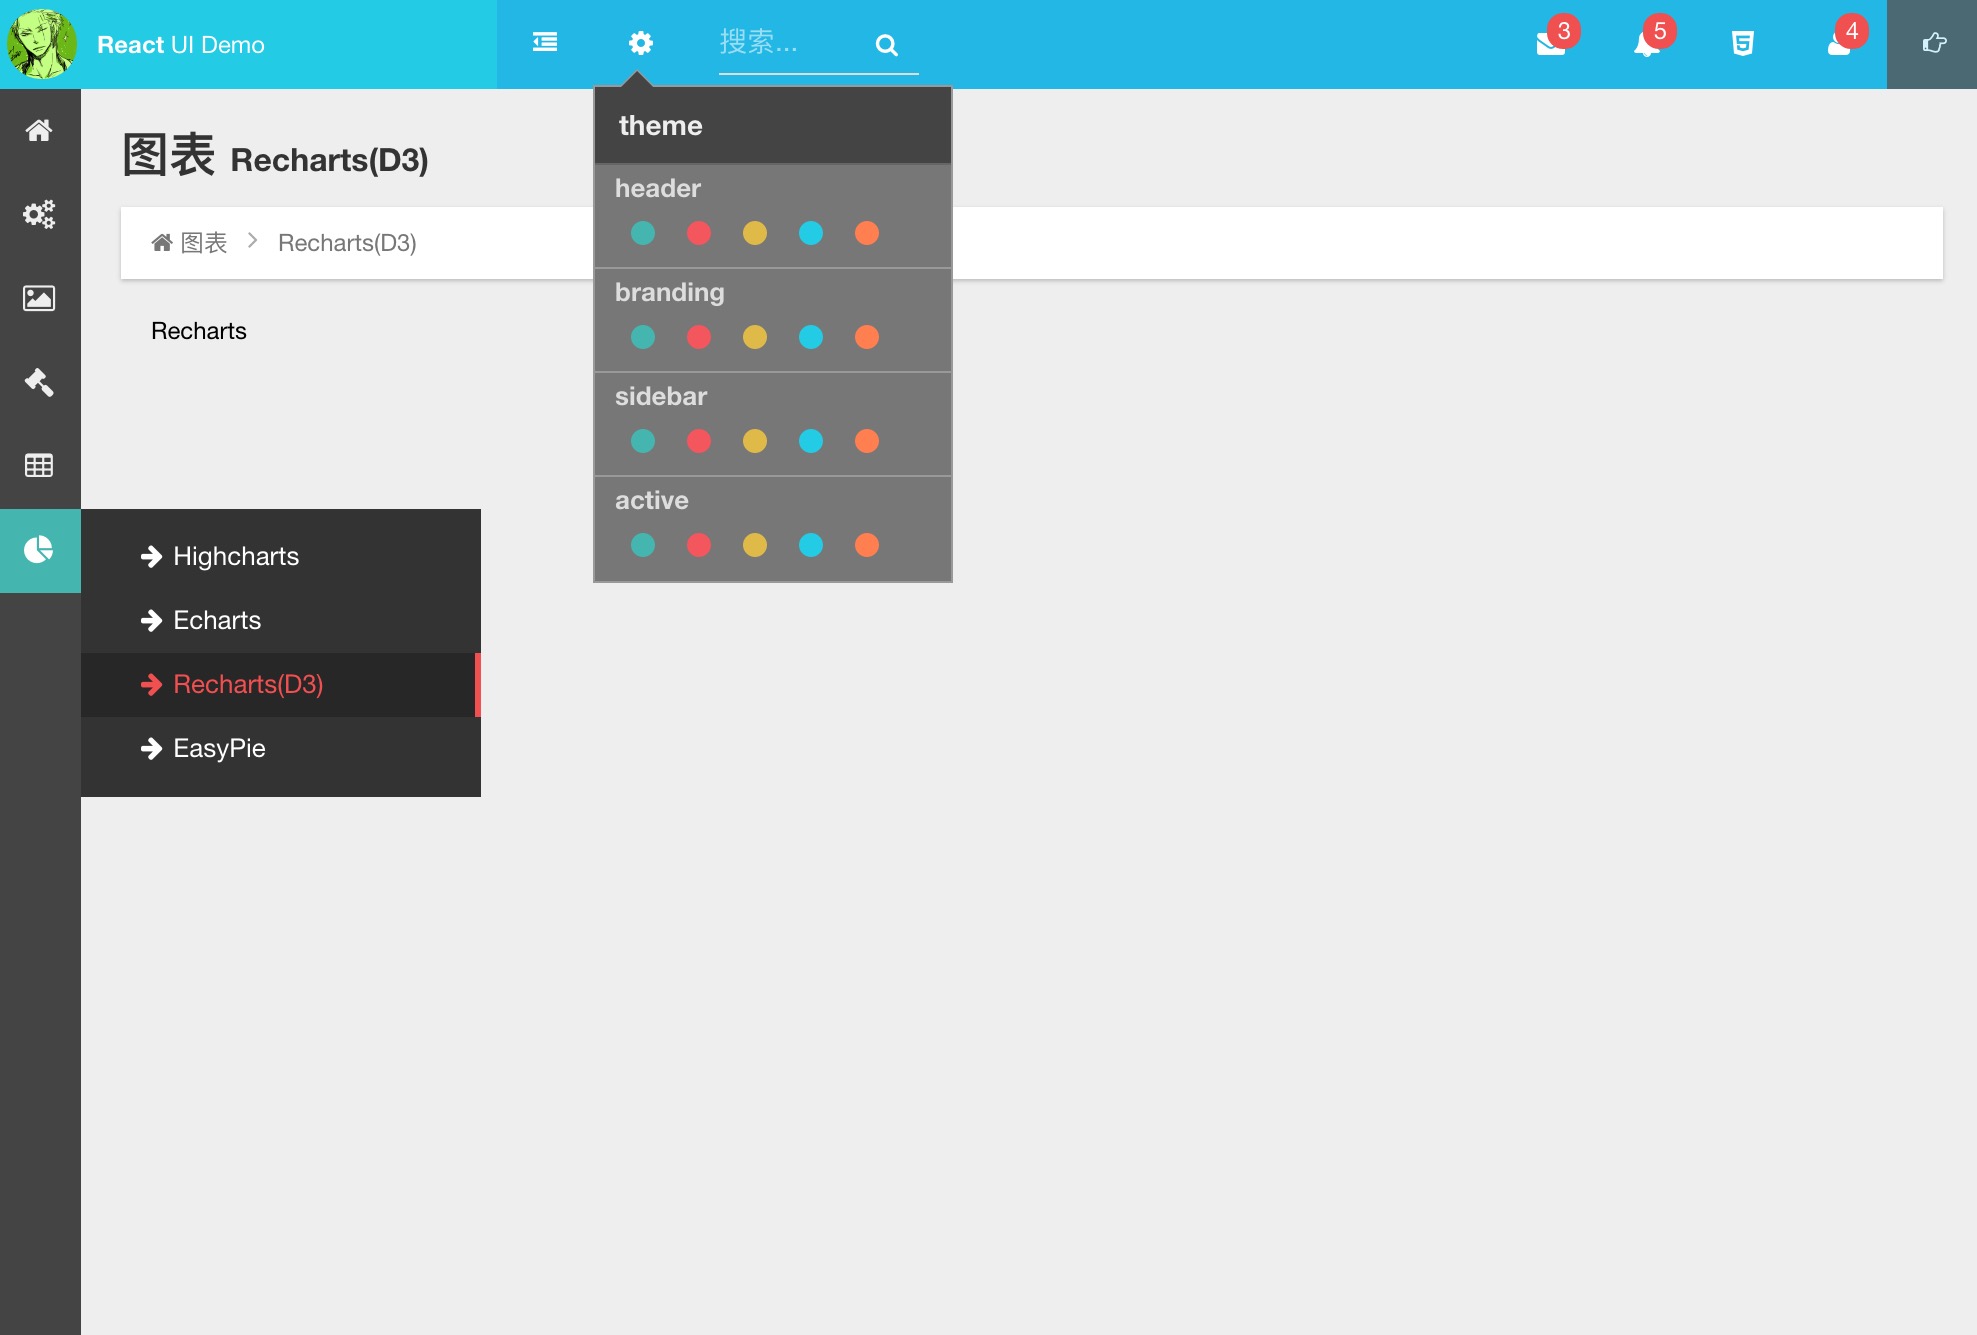 React UI Demo
搜索...
3
5
4
图表 Recharts(D3)
图表
Recharts(D3)
Recharts
theme
header
branding
sidebar
active
Highcharts
Echarts
Recharts(D3)
EasyPie